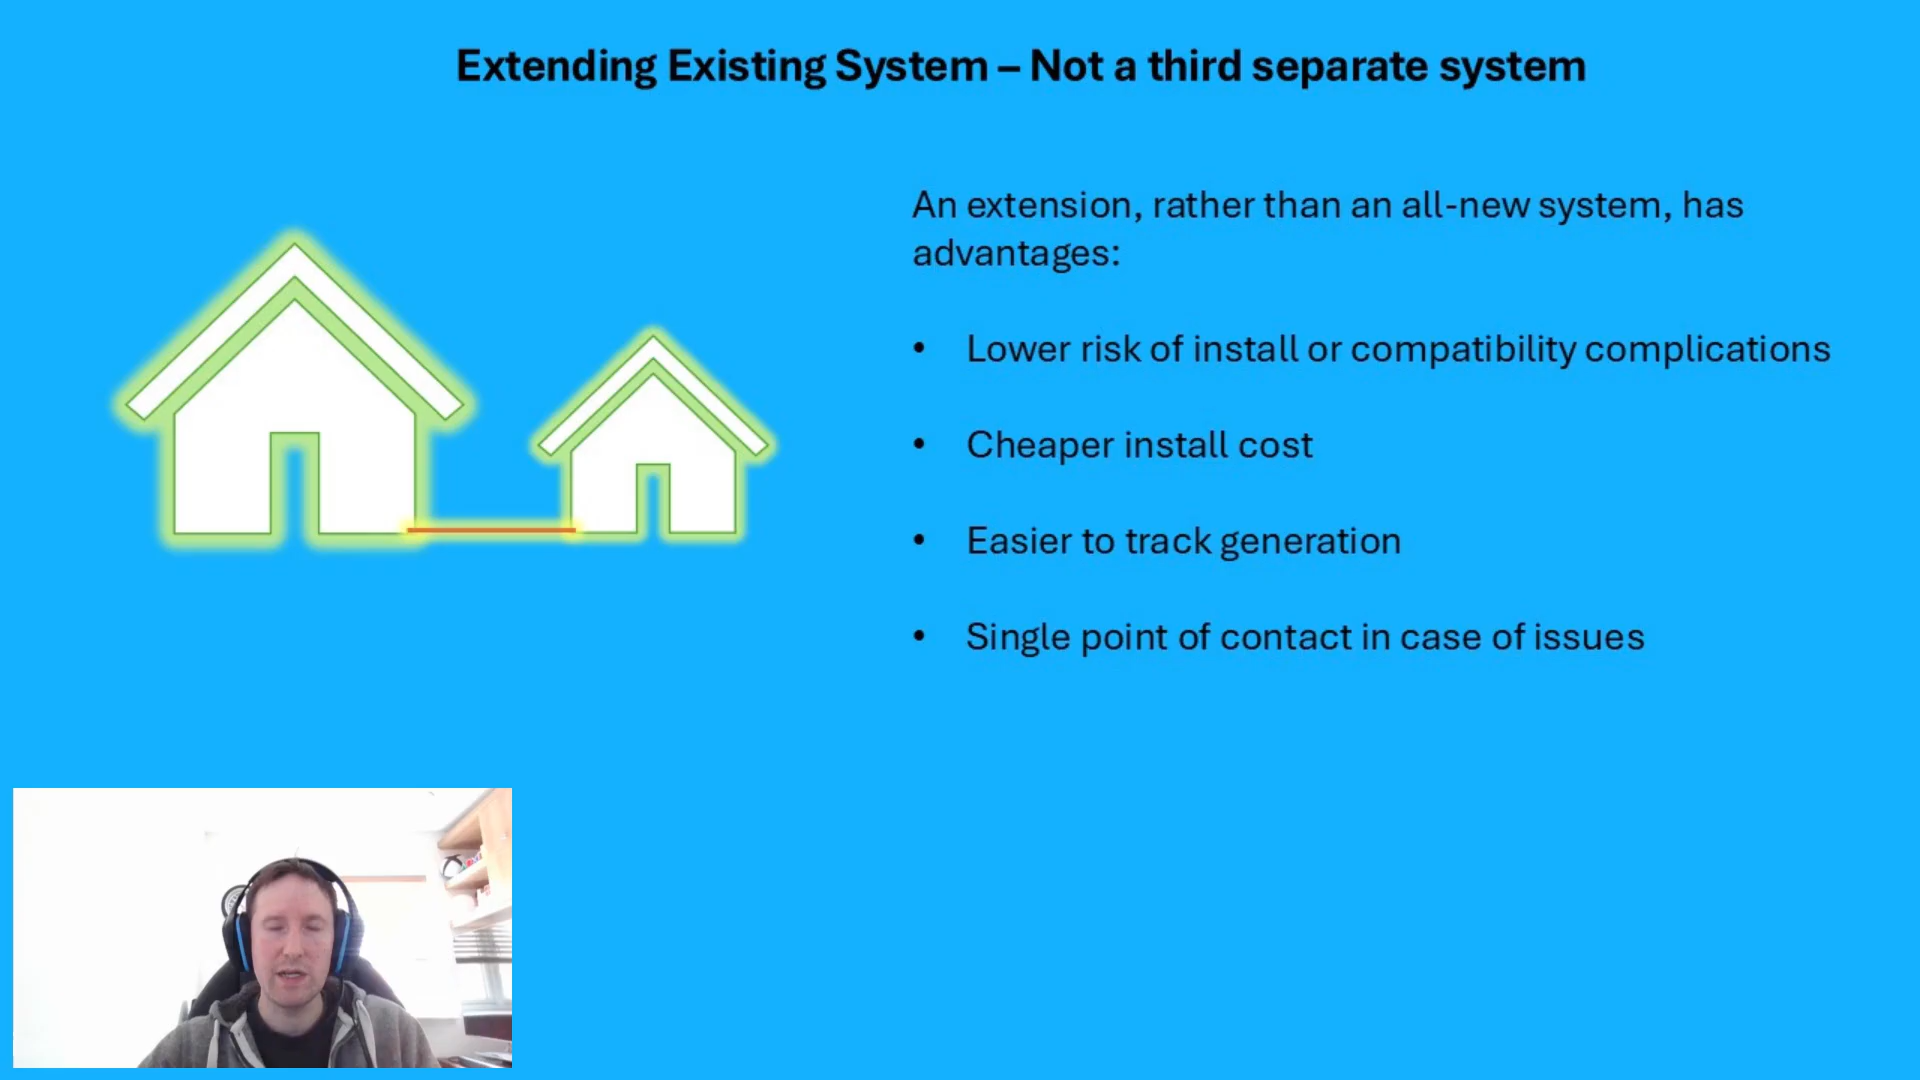 Extending Existing System – Not a third separate system
An extension, rather than an all-new system, has
advantages:
• Lower risk of install or compatibility complications
• Cheaper install cost
• Easier to track generation
• Single point of contact in case of issues